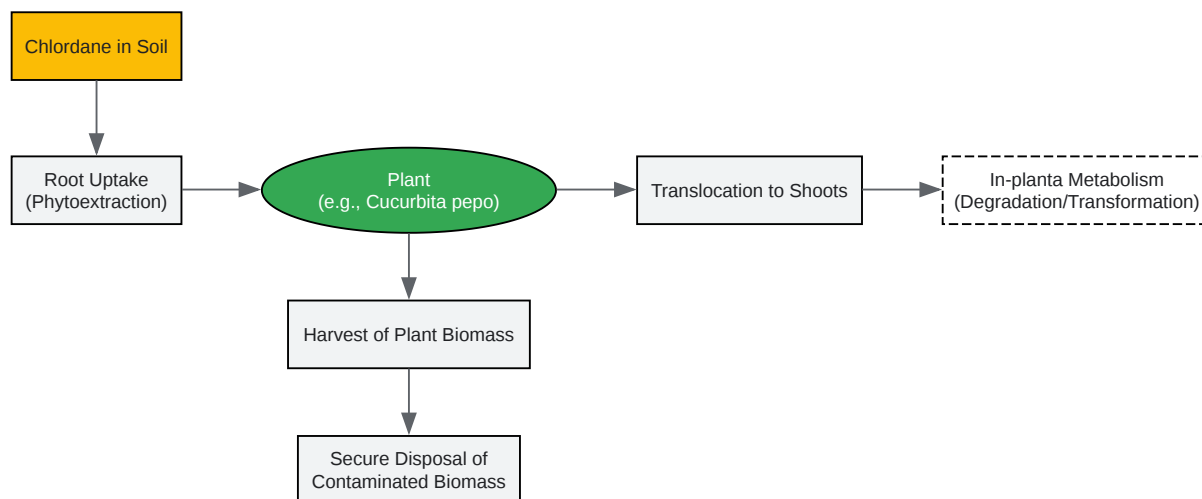 Chlordane in Soil
Root Uptake
(Phytoextraction)
Plant
(e.g., Cucurbita pepo)
Translocation to Shoots
In-planta Metabolism
(Degradation/Transformation)
Harvest of Plant Biomass
Secure Disposal of
Contaminated Biomass